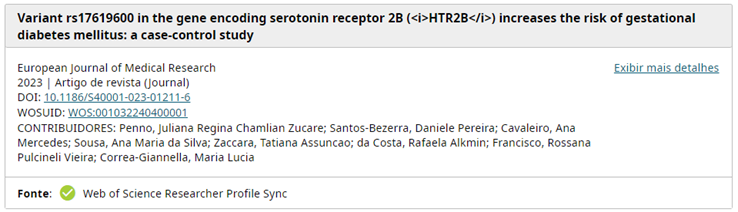 Variant rs17619600 in the gene encoding serotonin receptor 2B (<i>HTR2B</i>) increases the risk of gestational
diabetes mellitus: a case-control study
European Journal of Medical Research
Exibir mais detalhes
2023 | Artigo de revista (Journal)
DOI: 10.1186/S40001-023-01211-6
WOSUID: WOS:001032240400001
CONTRIBUIDORES: Penno, Juliana Regina Chamlian Zucare; Santos-Bezerra, Daniele Pereira; Cavaleiro, Ana
Mercedes; Sousa, Ana Maria da Silva; Zaccara, Tatiana Assuncao; da Costa, Rafaela Alkmin; Francisco, Rossana
Pulcineli Vieira; Correa-Giannella, Maria Lucia
Fonte: Web of Science Researcher Profile Sync